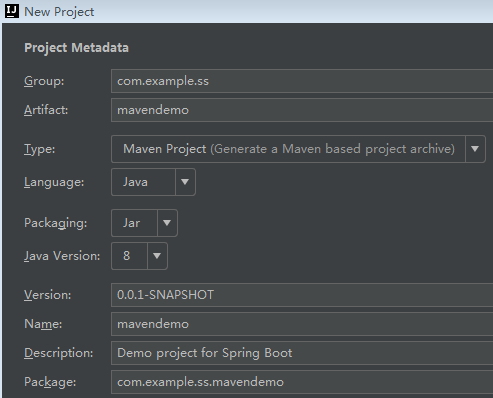 New Project
Project Metadata
Group: com.example.ss
Artifact: mavendemo
Type: Maven Project (Generate a Maven based project archive)
Language: Java
Packaging: Jar
Java Version: 8
Version: 0.0.1-SNAPSHOT
Name: mavendemo
Description: Demo project for Spring Boot
Package: com.example.ss.mavendemo